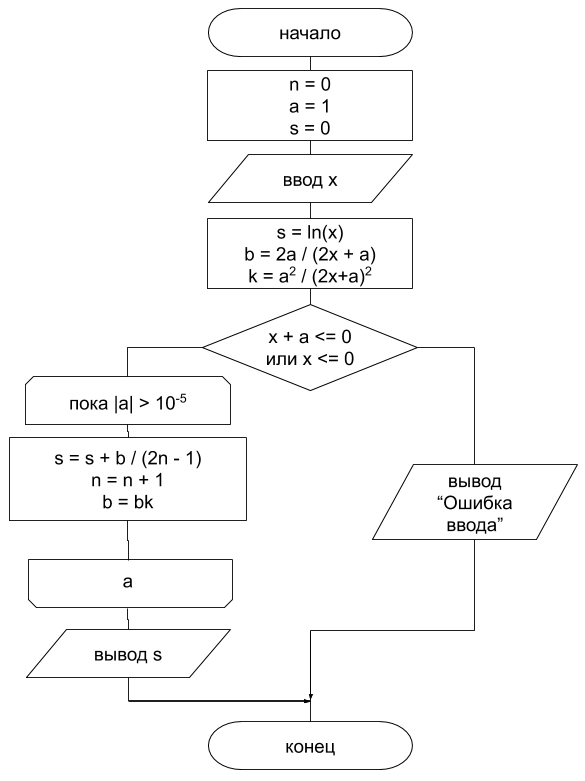 начало
n = 0
a = 1
s = 0
ввод x
s = ln(x)
b = 2a / (2x + a)
k = a² / (2x+a)²
x + a <= 0
или x <= 0
пока |a| > 10⁻⁵
s = s + b / (2n - 1)
n = n + 1
b = bk
a
вывод s
вывод
“Ошибка
ввода”
конец